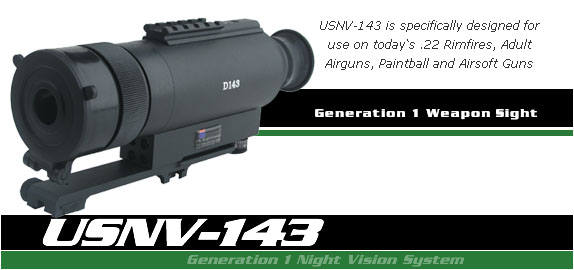 USNV-143 is specifically designed for
use on today's .22 Rimfires, Adult
Airguns, Paintball and Airsoft Guns
D143
Generation 1 Weapon Sight
USNV-143
Generation 1 Night Vision System